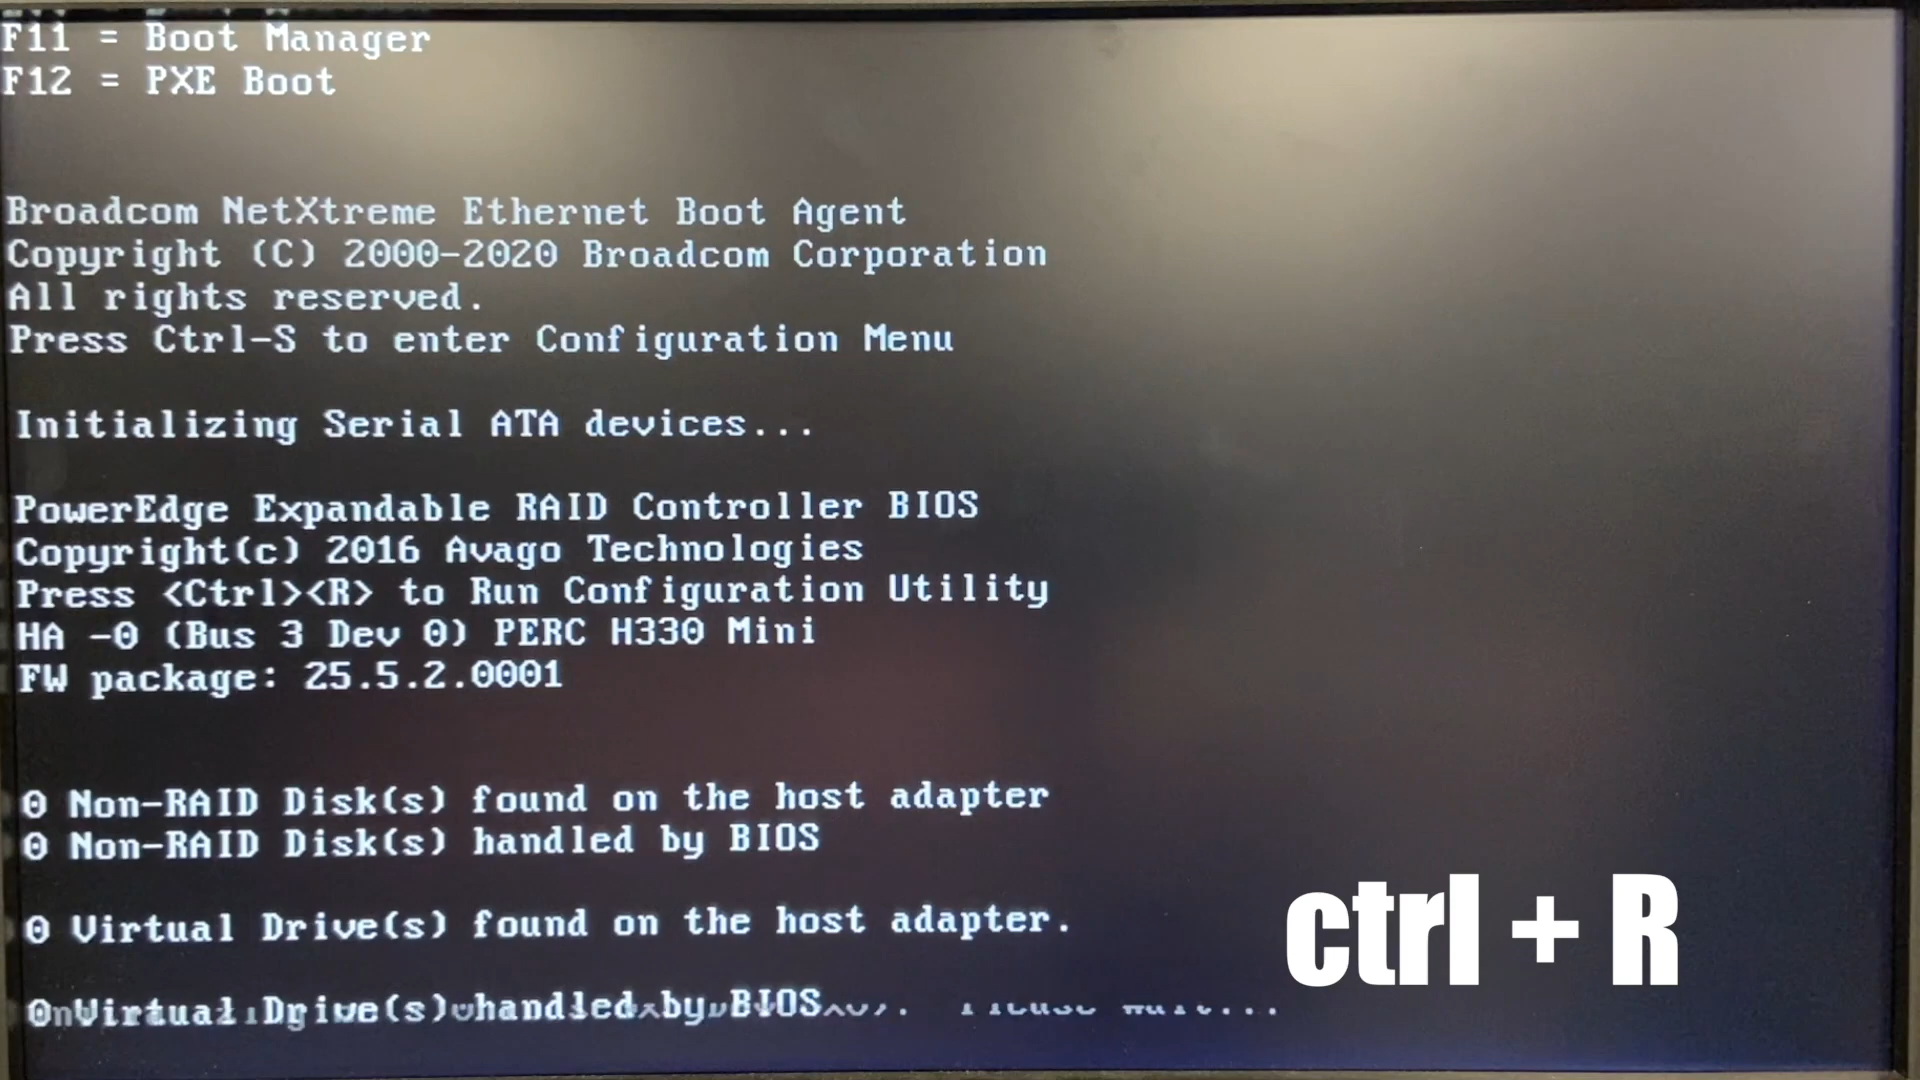 F11 = Boot Manager
F12 = PXE Boot
Broadcom NetXtreme Ethernet Boot Agent
Copyright (C) 2000-2020 Broadcom Corporation
All rights reserved.
Press Ctrl-S to enter Configuration Menu
Initializing Serial ATA devices...
PowerEdge Expandable RAID Controller BIOS
Copyright(c) 2016 Avago Technologies
Press <Ctrl><R> to Run Configuration Utility
HA -0 (Bus 3 Dev 0) PERC H330 Mini
FW package: 25.5.2.0001
0 Non-RAID Disk(s) found on the host adapter
0 Non-RAID Disk(s) handled by BIOS
0 Virtual Drive(s) found on the host adapter.
0 Virtual Drive(s) handled by BIOS
ctrl + R